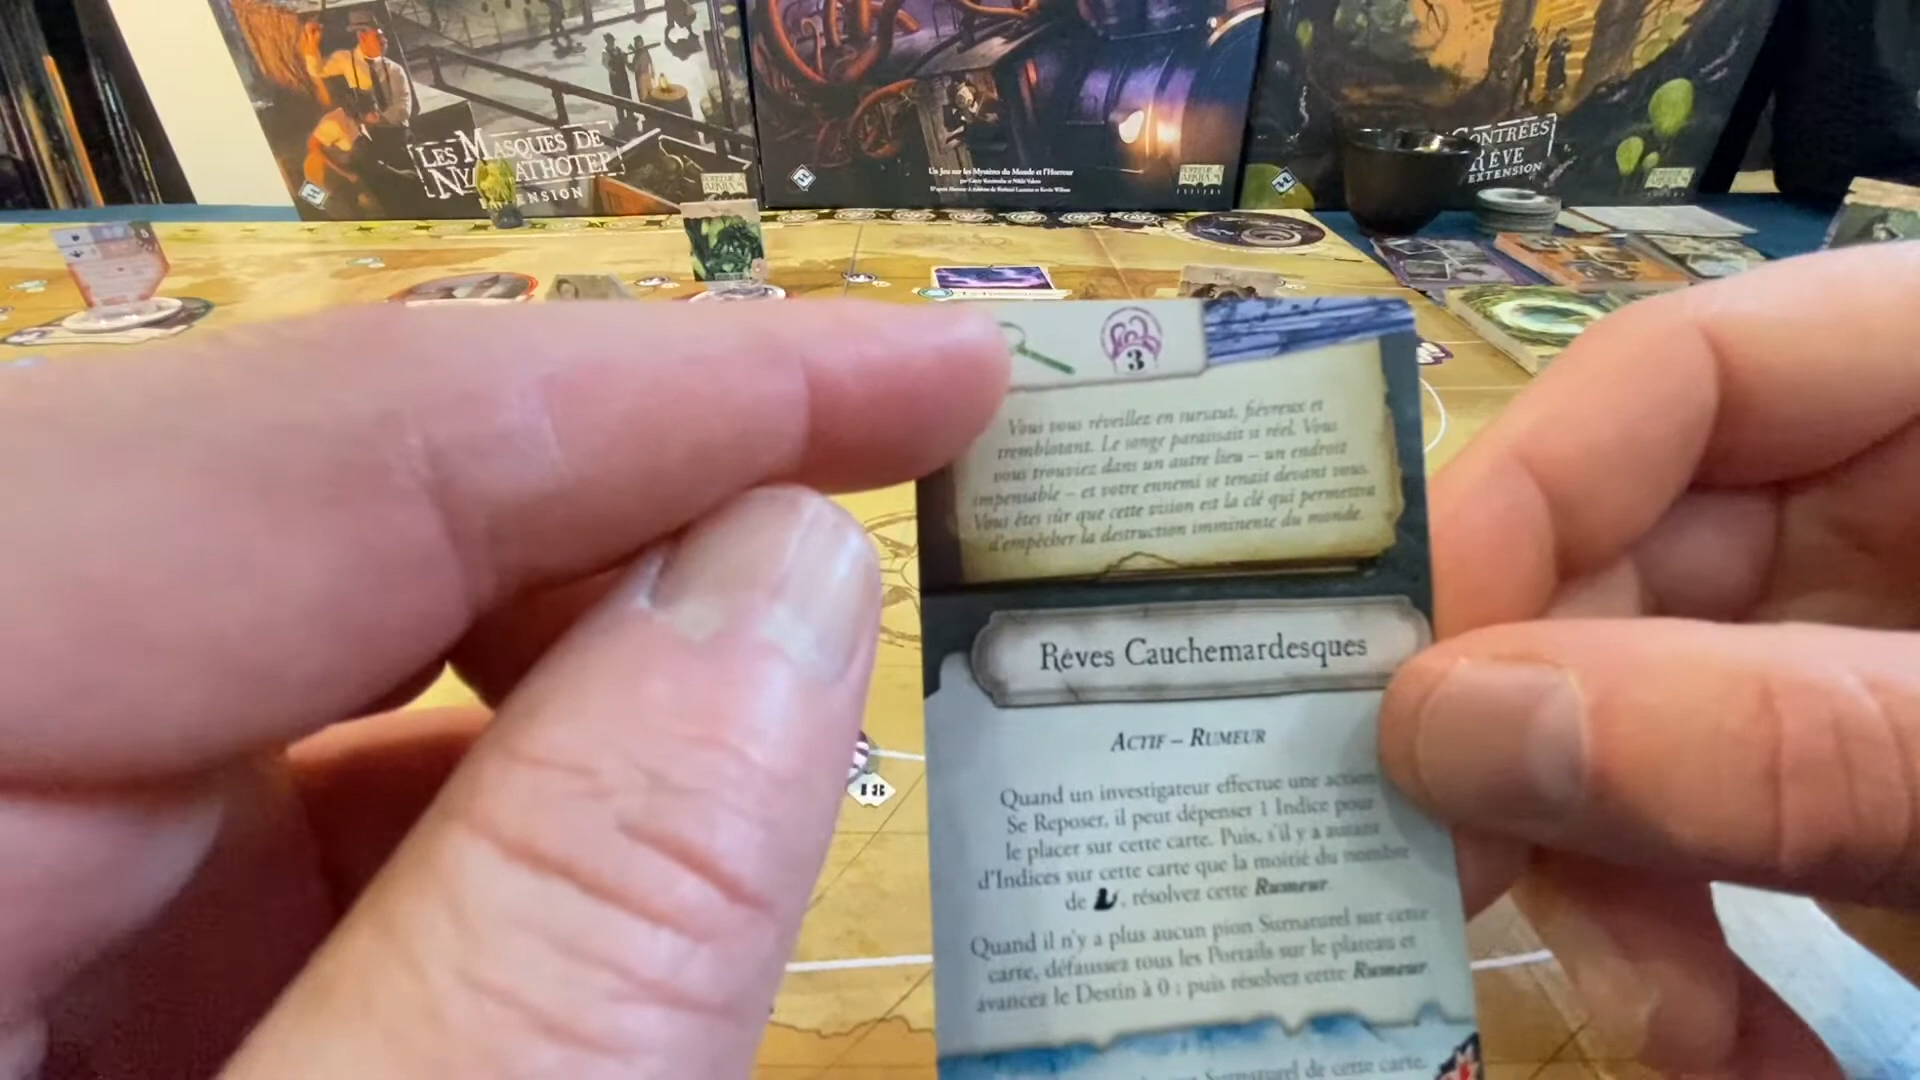 LES MASQUES DE
EXTENSION
Un Jeu sur les Mystères du Monde et l'Horreur
CONTRÉES
RÊVE
EXTENSION
3
Vous vous réveillez en sursaut, fiévreux et
tremblotant. Le songe paraissait si réel. Vous
vous trouviez dans un autre lieu – un endroit
impensable – et votre ennemi se tenait devant vous.
Vous êtes sûr que cette vision est la clé qui permettra
d'empêcher la destruction imminente du monde.
Rêves Cauchemardesques
ACTIF – RUMEUR
Quand un investigateur effectue une action
Se Reposer, il peut dépenser 1 Indice pour
le placer sur cette carte. Puis, s'il y a autant
d'Indices sur cette carte que la moitié du nombre
de , résolvez cette Rumeur.
18
Quand il n'y a plus aucun pion Surnaturel sur cette
carte, défaussez tous les Portails sur le plateau et
avancez le Destin à 0 ; puis résolvez cette Rumeur.
Surnaturel de cette carte.